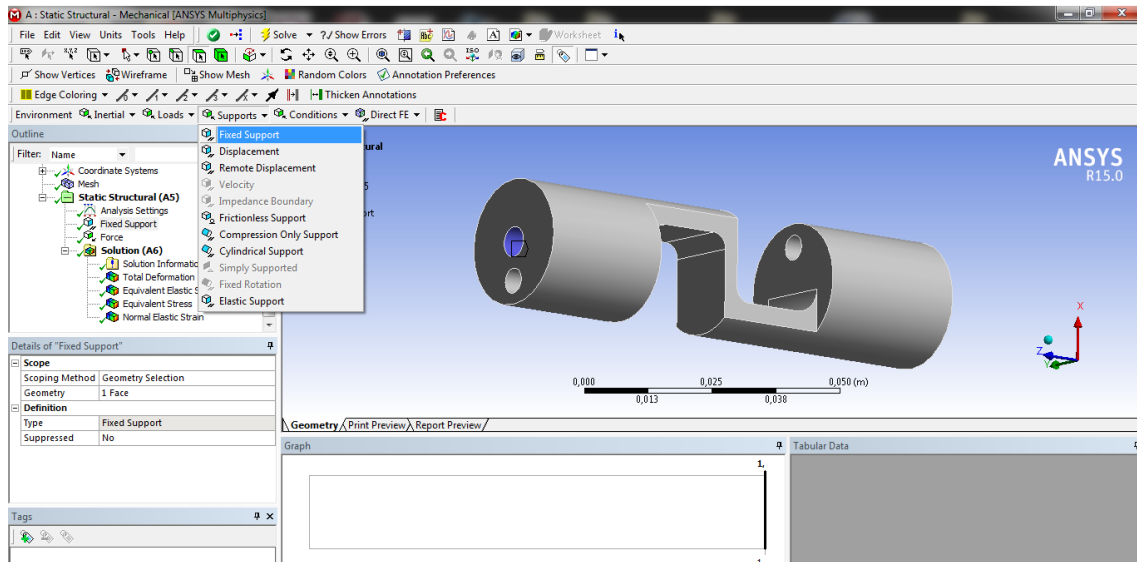 A : Static Structural - Mechanical [ANSYS Multiphysics]
File Edit View Units Tools Help Solve ?/ Show Errors Worksheet
Show Vertices Wireframe Show Mesh Random Colors Annotation Preferences
Edge Coloring Thicken Annotations
Environment Inertial Loads Supports Conditions Direct FE
Outline
Filter: Name
Coordinate Systems
Mesh
Static Structural (A5)
Analysis Settings
Fixed Support
Force
Solution (A6)
Solution Informatio
Total Deformation
Equivalent Elastic S
Equivalent Stress
Normal Elastic Strain
Fixed Support
Displacement
Remote Displacement
Velocity
Impedance Boundary
Frictionless Support
Compression Only Support
Cylindrical Support
Simply Supported
Fixed Rotation
Elastic Support
ANSYS
R15.0
X
Z
Y
0,000 0,025 0,050 (m)
0,013 0,038
Geometry Print Preview Report Preview
Details of "Fixed Support"
Scope
Scoping Method Geometry Selection
Geometry 1 Face
Definition
Type Fixed Support
Suppressed No
Graph
1,
1,
Tabular Data
Tags